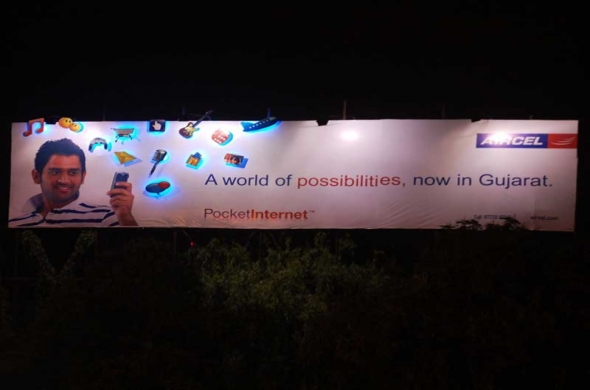 AIRCEL
A world of possibilities, now in Gujarat.
PocketInternet™